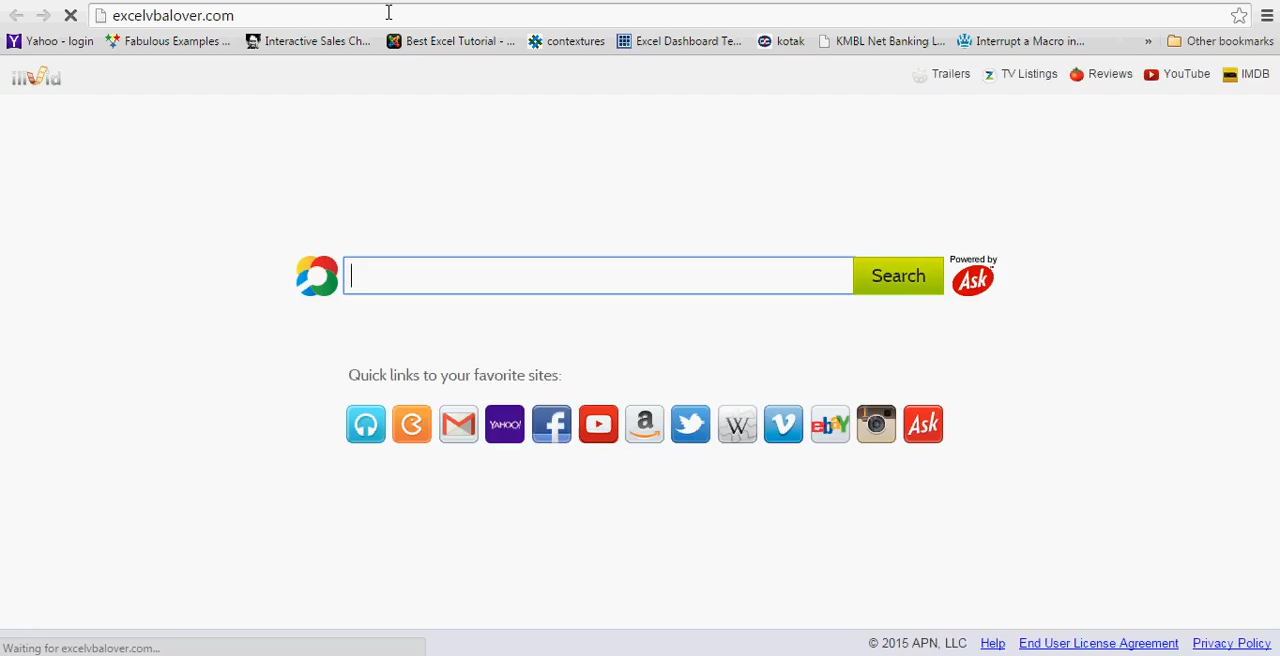 excelvbalover.com
Yahoo - login Fabulous Examples ... Interactive Sales Ch... Best Excel Tutorial - ... contextures Excel Dashboard Te... kotak KMBL Net Banking L... Interrupt a Macro in... » Other bookmarks
ilivid Trailers TV Listings Reviews YouTube IMDB
Search Powered by
Ask
Quick links to your favorite sites:
YAHOO! a W ebay Ask
Waiting for excelvbalover.com... © 2015 APN, LLC Help End User License Agreement Privacy Policy